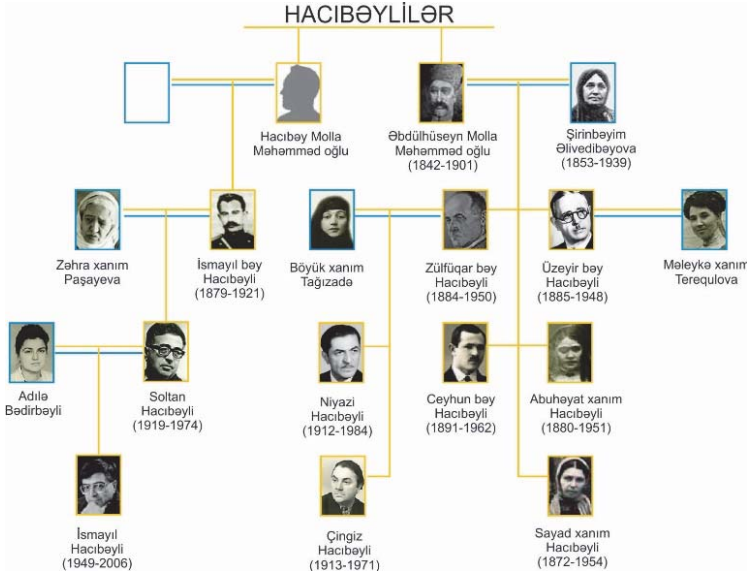 HACIBƏYLİLƏR
Hacıbəy Molla
Məhəmməd oğlu
Əbdülhüseyn Molla
Məhəmməd oğlu
(1842-1901)
Şirinbəyim
Əlivedibəyova
(1853-1939)
Zəhra xanım
Paşayeva
İsmayıl bəy
Hacıbəyli
(1879-1921)
Böyük xanım
Tağızadə
Zülfüqar bəy
Hacıbəyli
(1884-1950)
Üzeyir bəy
Hacıbəyli
(1885-1948)
Məleykə xanım
Terequlova
Adılə
Bədirbəyli
Soltan
Hacıbəyli
(1919-1974)
Niyazi
Hacıbəyli
(1912-1984)
Ceyhun bəy
Hacıbəyli
(1891-1962)
Abuhəyat xanım
Hacıbəyli
(1880-1951)
İsmayıl
Hacıbəyli
(1949-2006)
Çingiz
Hacıbəyli
(1913-1971)
Sayad xanım
Hacıbəyli
(1872-1954)